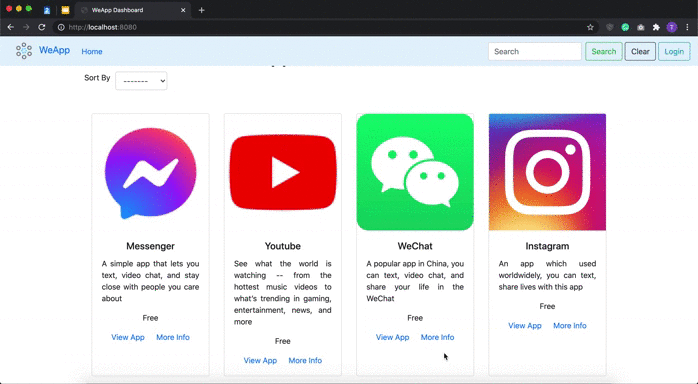 WeApp Dashboard
http://localhost:8080
WeApp Home Search Search Clear Login
Sort By -------
Messenger
A simple app that lets you
text, video chat, and stay
close with people you care
about
Free
View App More Info
Youtube
See what the world is
watching -- from the
hottest music videos to
what's trending in gaming,
entertainment, news, and
more
Free
View App More Info
WeChat
A popular app in China, you
can text, video chat, and
share your life in the
WeChat
Free
View App More Info
Instagram
An app which used
worldwidely, you can text,
share lives with this app
Free
View App More Info